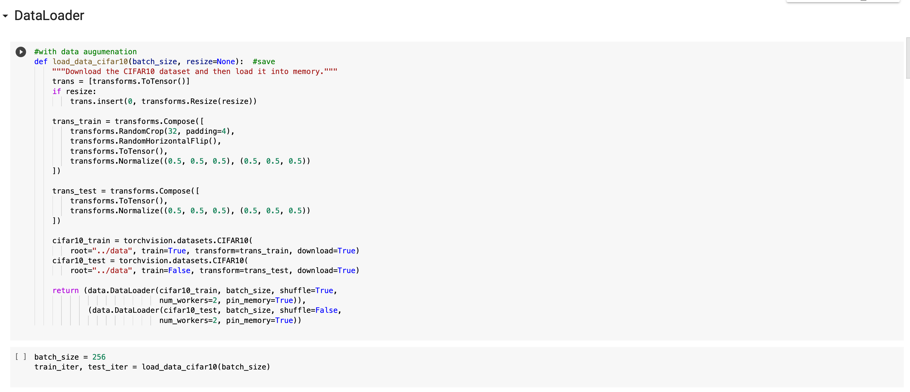 DataLoader
#with data augumenation
def load_data_cifar10(batch_size, resize=None):  #save
    """Download the CIFAR10 dataset and then load it into memory."""
    trans = [transforms.ToTensor()]
    if resize:
        trans.insert(0, transforms.Resize(resize))
    trans_train = transforms.Compose([
        transforms.RandomCrop(32, padding=4),
        transforms.RandomHorizontalFlip(),
        transforms.ToTensor(),
        transforms.Normalize((0.5, 0.5, 0.5), (0.5, 0.5, 0.5))
    ])
    trans_test = transforms.Compose([
        transforms.ToTensor(),
        transforms.Normalize((0.5, 0.5, 0.5), (0.5, 0.5, 0.5))
    ])
    cifar10_train = torchvision.datasets.CIFAR10(
        root="../data", train=True, transform=trans_train, download=True)
    cifar10_test = torchvision.datasets.CIFAR10(
        root="../data", train=False, transform=trans_test, download=True)
    return (data.DataLoader(cifar10_train, batch_size, shuffle=True,
                            num_workers=2, pin_memory=True)),
            (data.DataLoader(cifar10_test, batch_size, shuffle=False,
                            num_workers=2, pin_memory=True))
[ ] batch_size = 256
train_iter, test_iter = load_data_cifar10(batch_size)